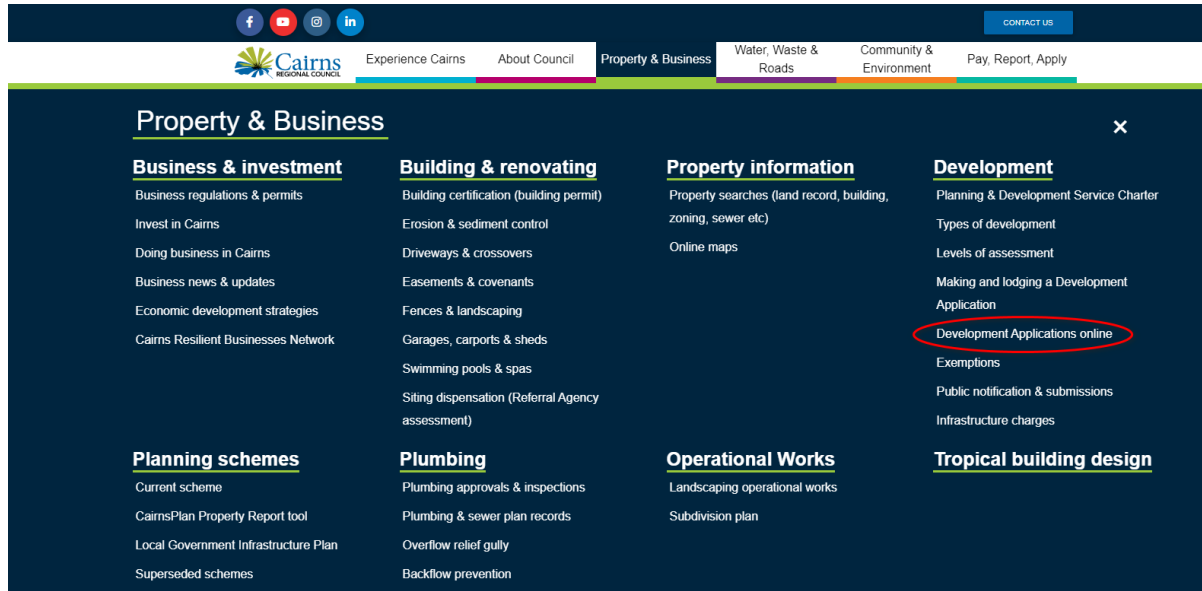 CONTACT US
Cairns
REGIONAL COUNCIL
Experience Cairns
About Council
Property & Business
Water, Waste &
Roads
Community &
Environment
Pay, Report, Apply
Property & Business
Business & investment
Business regulations & permits
Invest in Cairns
Doing business in Cairns
Business news & updates
Economic development strategies
Cairns Resilient Businesses Network
Building & renovating
Building certification (building permit)
Erosion & sediment control
Driveways & crossovers
Easements & covenants
Fences & landscaping
Garages, carports & sheds
Swimming pools & spas
Siting dispensation (Referral Agency
assessment)
Property information
Property searches (land record, building,
zoning, sewer etc)
Online maps
Development
Planning & Development Service Charter
Types of development
Levels of assessment
Making and lodging a Development
Application
Development Applications online
Exemptions
Public notification & submissions
Infrastructure charges
Planning schemes
Current scheme
CairnsPlan Property Report tool
Local Government Infrastructure Plan
Superseded schemes
Plumbing
Plumbing approvals & inspections
Plumbing & sewer plan records
Overflow relief gully
Backflow prevention
Operational Works
Landscaping operational works
Subdivision plan
Tropical building design